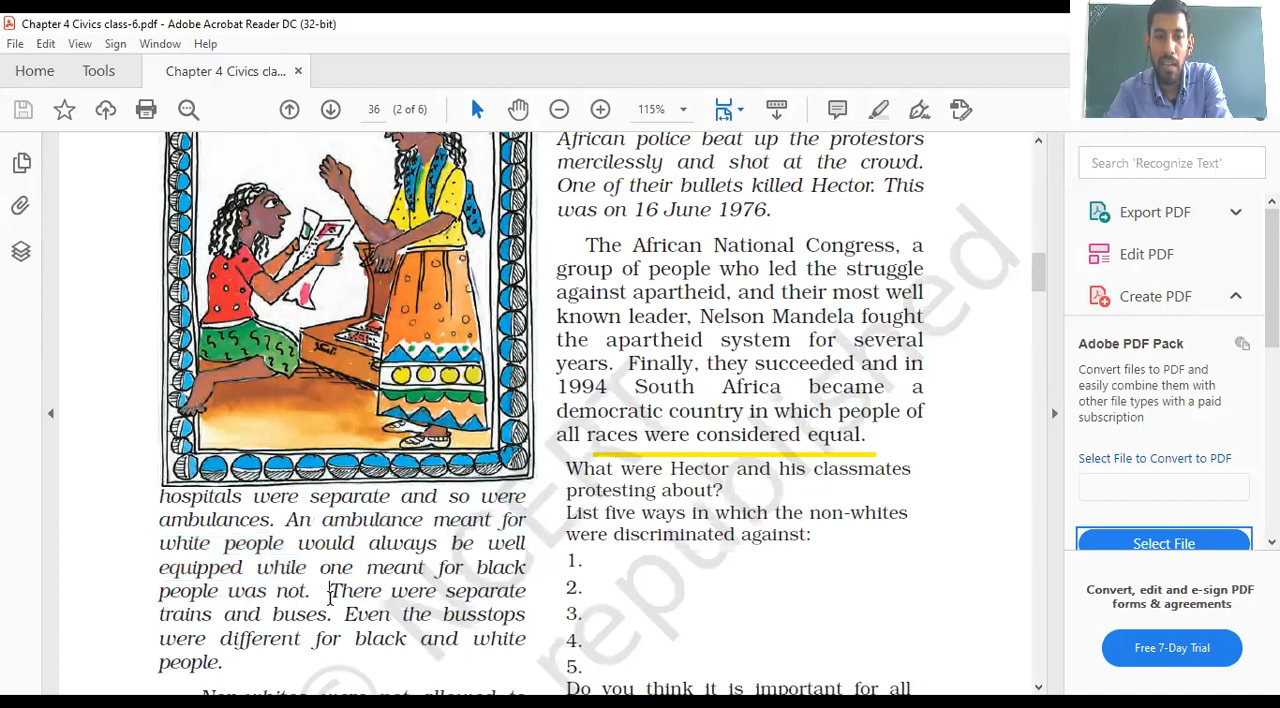 Chapter 4 Civics class-6.pdf - Adobe Acrobat Reader DC (32-bit)
File Edit View Sign Window Help
Home Tools Chapter 4 Civics cla... ×
36 (2 of 6) 115%
hospitals were separate and so were
ambulances. An ambulance meant for
white people would always be well
equipped while one meant for black
people was not. There were separate
trains and buses. Even the busstops
were different for black and white
people.
Non-whites were not allowed to
African police beat up the protestors
mercilessly and shot at the crowd.
One of their bullets killed Hector. This
was on 16 June 1976.
The African National Congress, a
group of people who led the struggle
against apartheid, and their most well
known leader, Nelson Mandela fought
the apartheid system for several
years. Finally, they succeeded and in
1994 South Africa became a
democratic country in which people of
all races were considered equal.
What were Hector and his classmates
protesting about?
List five ways in which the non-whites
were discriminated against:
1.
2.
3.
4.
5.
Do you think it is important for all
© NCERT
republished
Search 'Recognize Text'
Export PDF
Edit PDF
Create PDF
Adobe PDF Pack
Convert files to PDF and
easily combine them with
other file types with a paid
subscription
Select File to Convert to PDF
Select File
Convert, edit and e-sign PDF
forms & agreements
Free 7-Day Trial